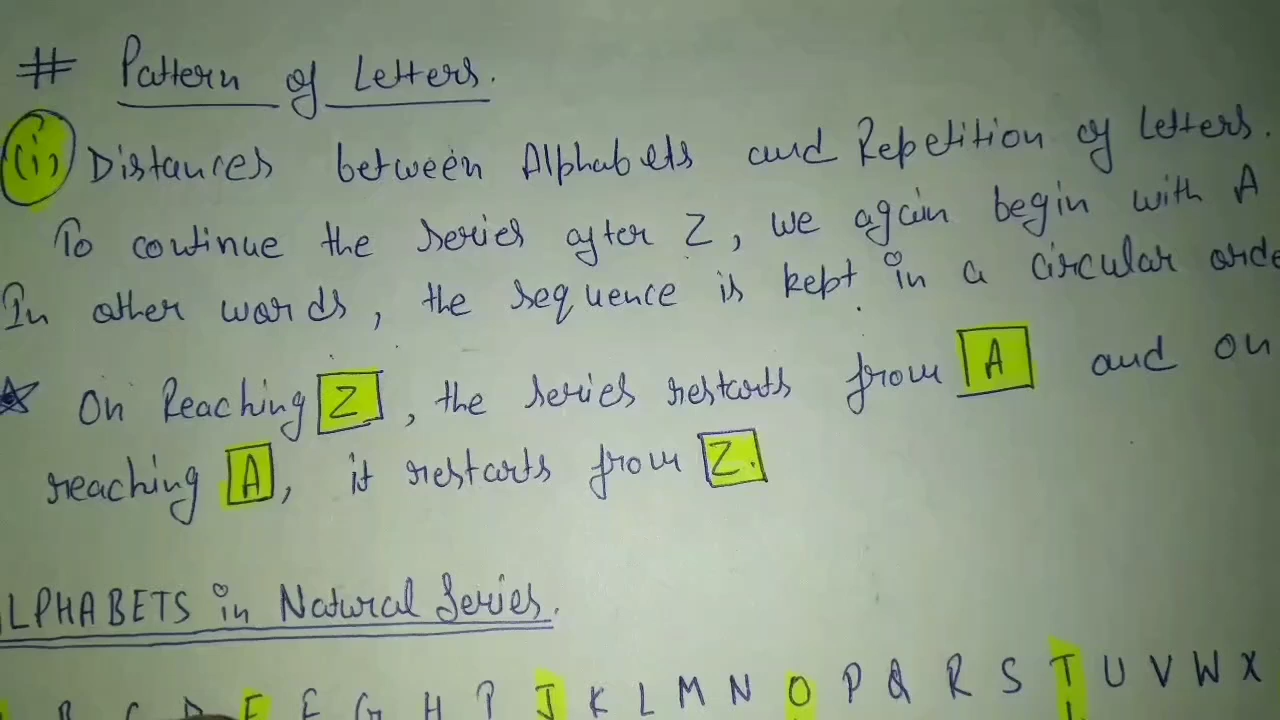 # Pattern of Letters.
(i) Distances between Alphabets and Repetition of Letters.
To continue the series after Z, we again begin with A
In other words, the sequence is kept in a circular orde
On Reaching Z, the series restarts from A and on
reaching A, it restarts from Z.
LPHABETS in Natural Series.
B C D E F G H I J K L M N O P Q R S T U V W X